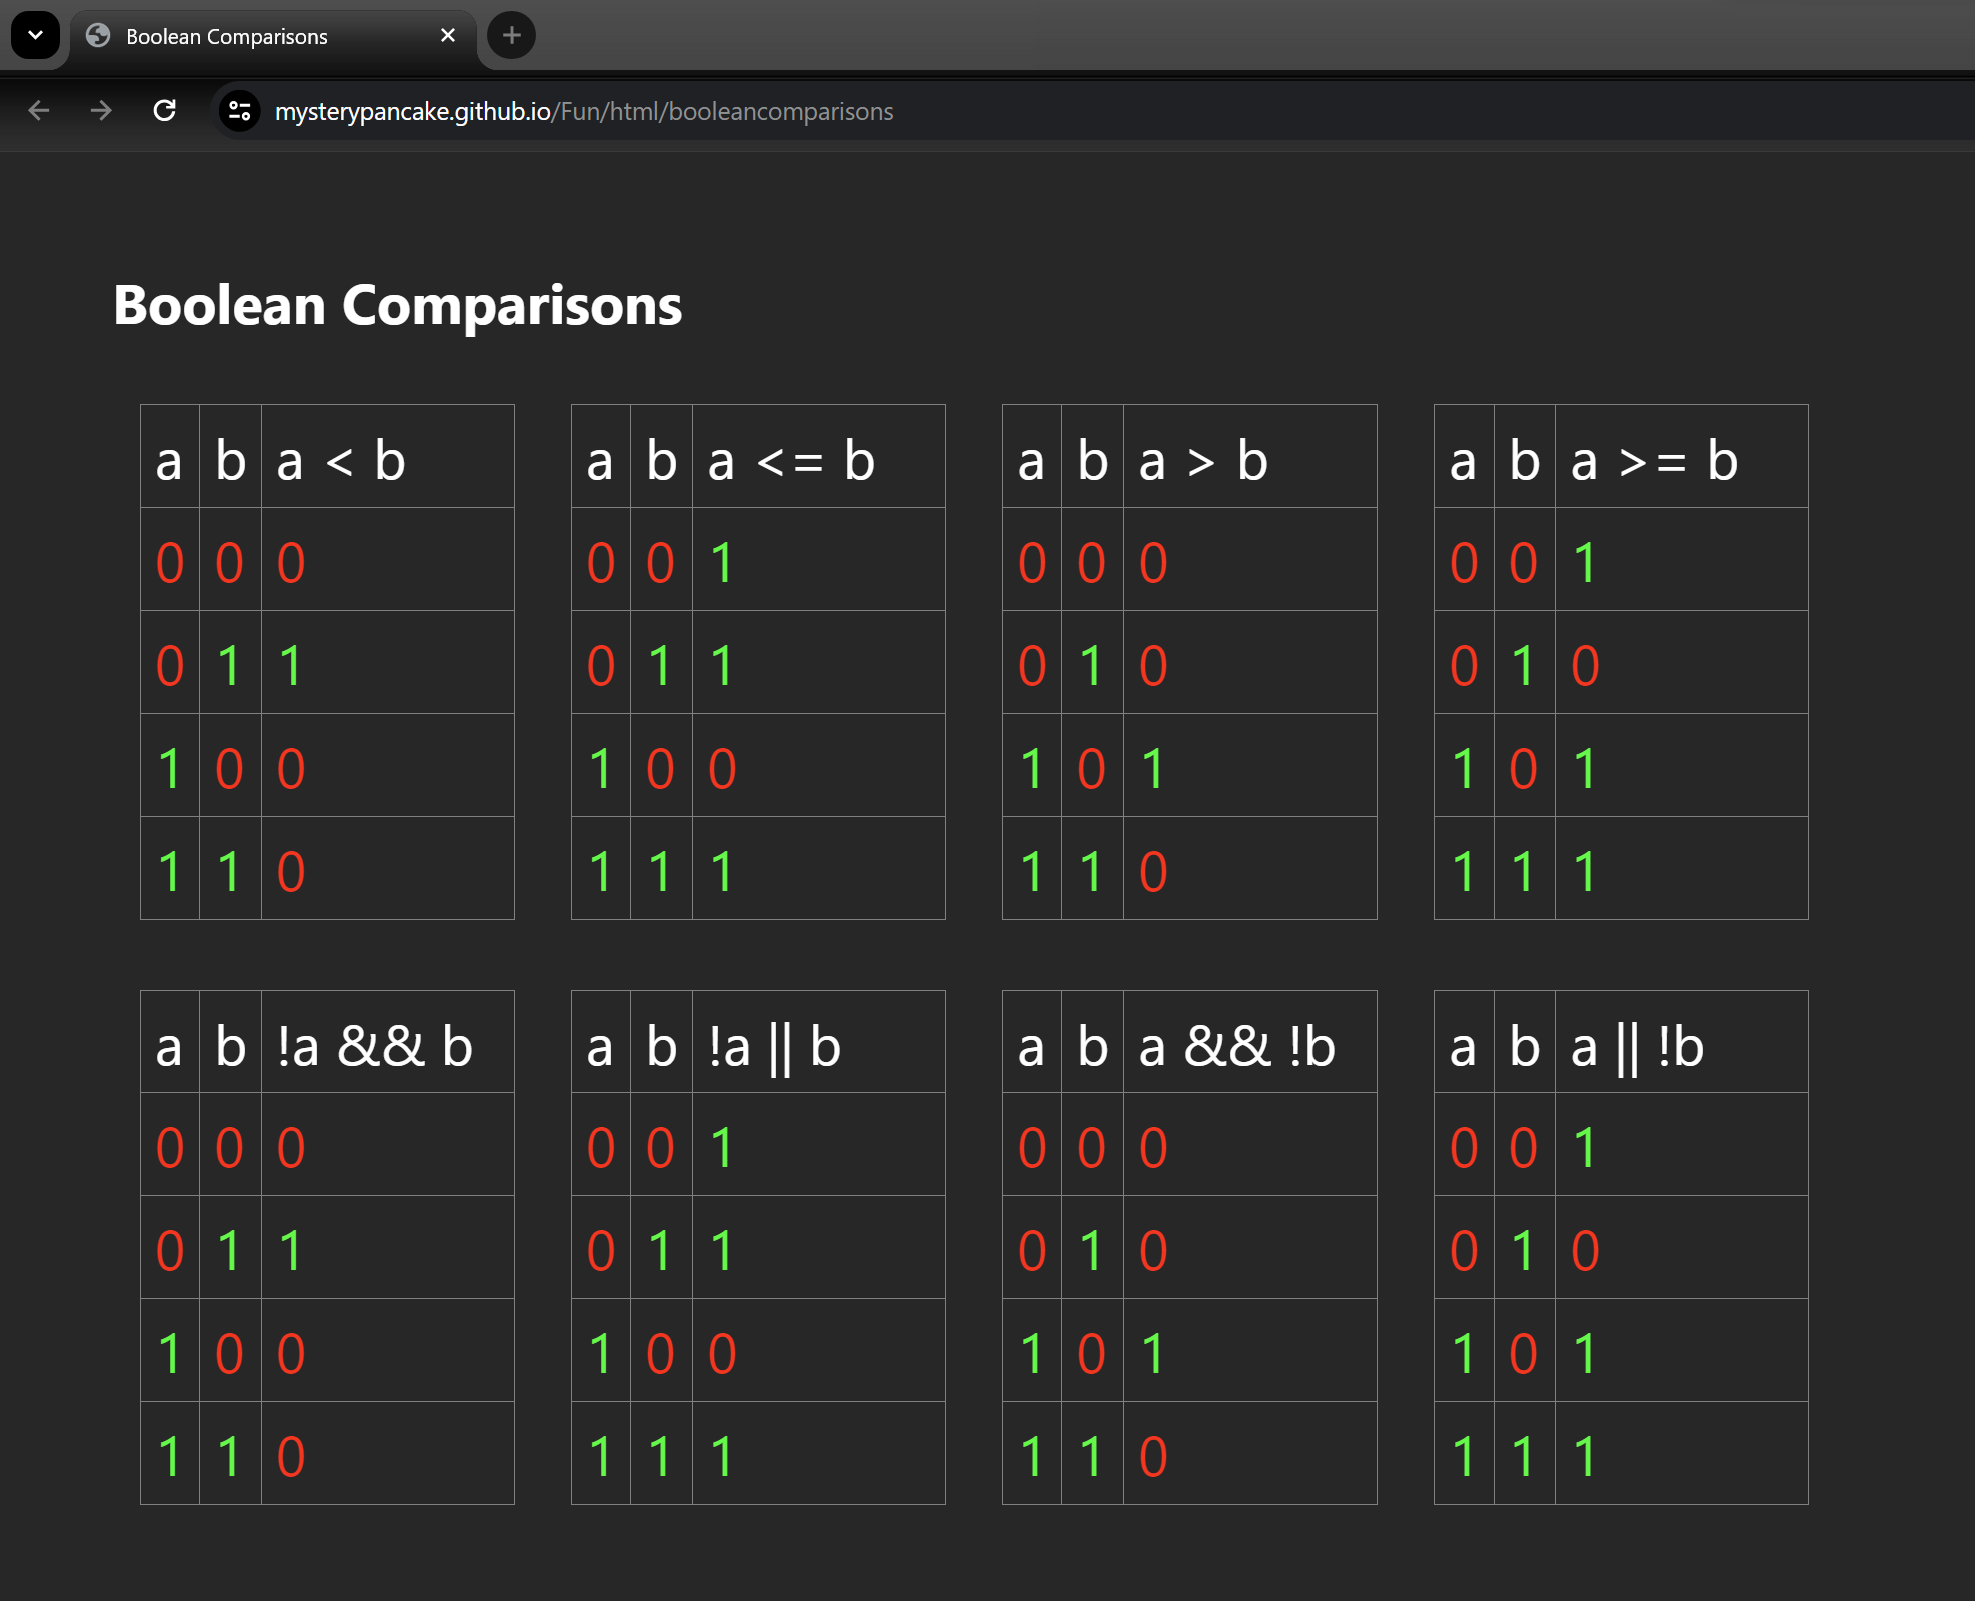 Boolean Comparisons
mysterypancake.github.io/Fun/html/booleancomparisons
Boolean Comparisons
a b a < b
0 0 0
0 1 1
1 0 0
1 1 0
a b a <= b
0 0 1
0 1 1
1 0 0
1 1 1
a b a > b
0 0 0
0 1 0
1 0 1
1 1 0
a b a >= b
0 0 1
0 1 0
1 0 1
1 1 1
a b !a && b
0 0 0
0 1 1
1 0 0
1 1 0
a b !a || b
0 0 1
0 1 1
1 0 0
1 1 1
a b a && !b
0 0 0
0 1 0
1 0 1
1 1 0
a b a || !b
0 0 1
0 1 0
1 0 1
1 1 1